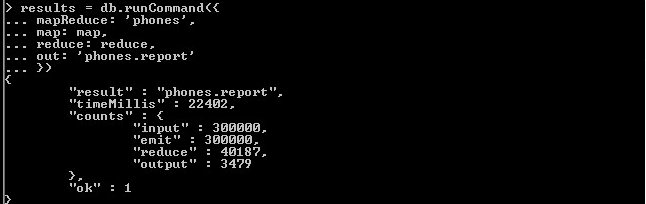 > results = db.runCommand({
... mapReduce: 'phones',
... map: map,
... reduce: reduce,
... out: 'phones.report'
... })
{
        "result" : "phones.report",
        "timeMillis" : 22402,
        "counts" : {
                "input" : 300000,
                "emit" : 300000,
                "reduce" : 40187,
                "output" : 3479
        },
        "ok" : 1
}